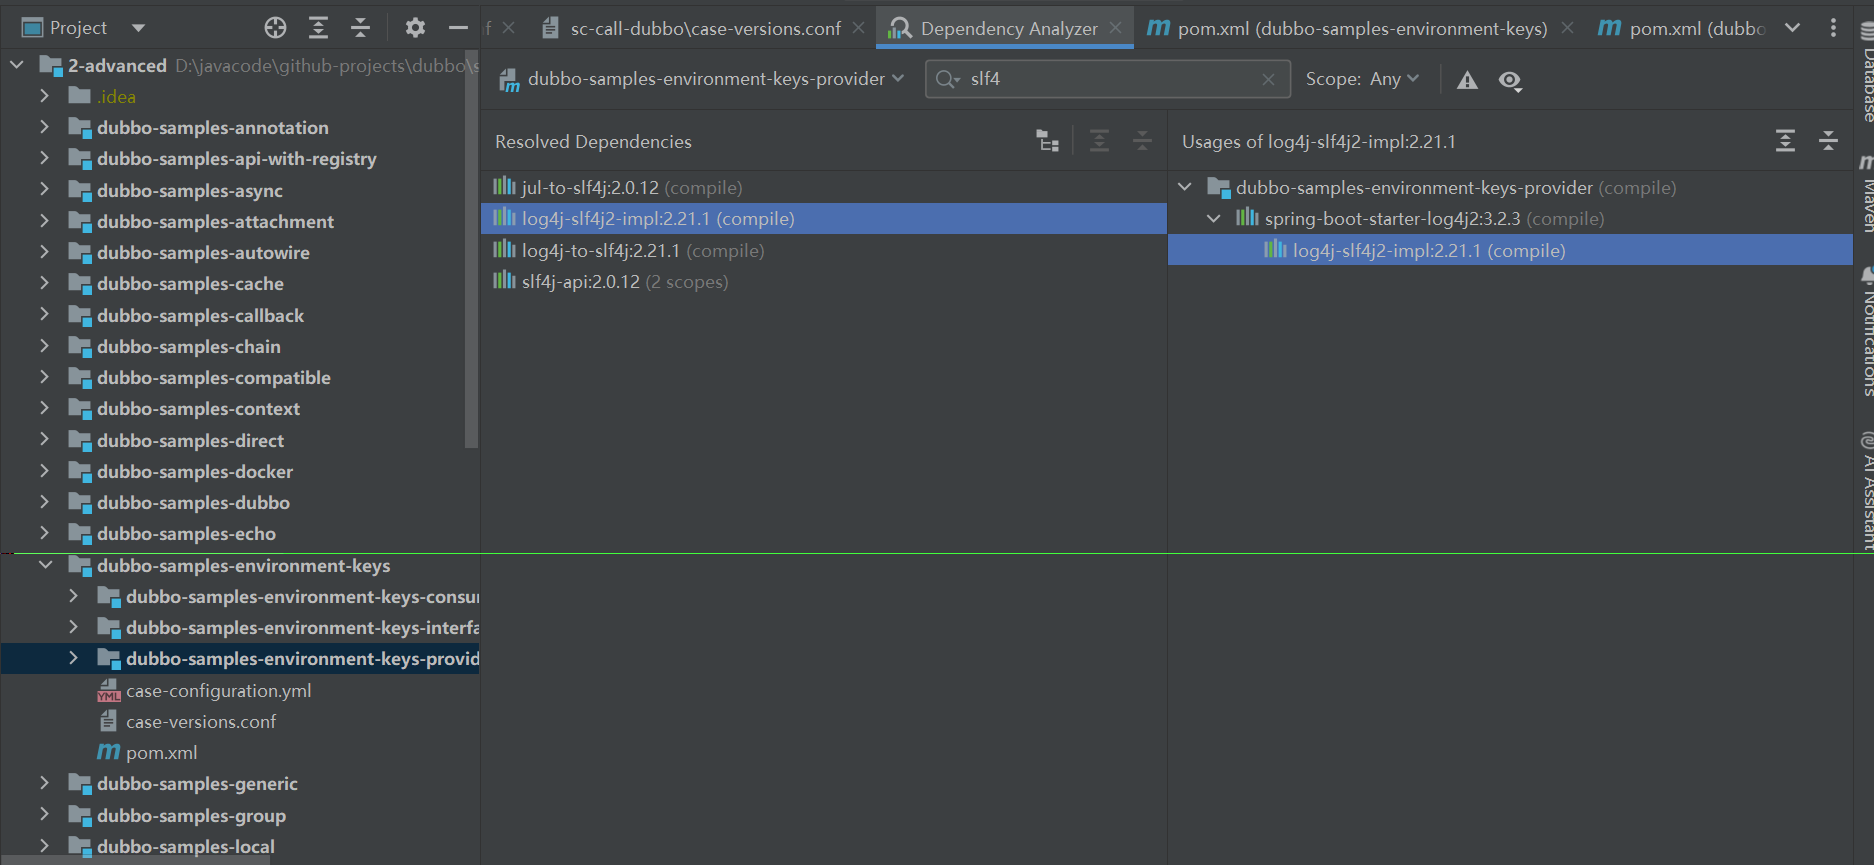 Project
f
sc-call-dubbo\case-versions.conf
Dependency Analyzer
pom.xml (dubbo-samples-environment-keys)
pom.xml (dubbo
2-advanced D:\javacode\github-projects\dubbo\s
.idea
dubbo-samples-annotation
dubbo-samples-api-with-registry
dubbo-samples-async
dubbo-samples-attachment
dubbo-samples-autowire
dubbo-samples-cache
dubbo-samples-callback
dubbo-samples-chain
dubbo-samples-compatible
dubbo-samples-context
dubbo-samples-direct
dubbo-samples-docker
dubbo-samples-dubbo
dubbo-samples-echo
dubbo-samples-environment-keys
dubbo-samples-environment-keys-consu
dubbo-samples-environment-keys-interfa
dubbo-samples-environment-keys-provid
case-configuration.yml
case-versions.conf
pom.xml
dubbo-samples-generic
dubbo-samples-group
dubbo-samples-local
dubbo-samples-environment-keys-provider
slf4
Scope: Any
Resolved Dependencies
jul-to-slf4j:2.0.12 (compile)
log4j-slf4j2-impl:2.21.1 (compile)
log4j-to-slf4j:2.21.1 (compile)
slf4j-api:2.0.12 (2 scopes)
Usages of log4j-slf4j2-impl:2.21.1
dubbo-samples-environment-keys-provider (compile)
spring-boot-starter-log4j2:3.2.3 (compile)
log4j-slf4j2-impl:2.21.1 (compile)
Database
Maven
Notifications
AI Assistant